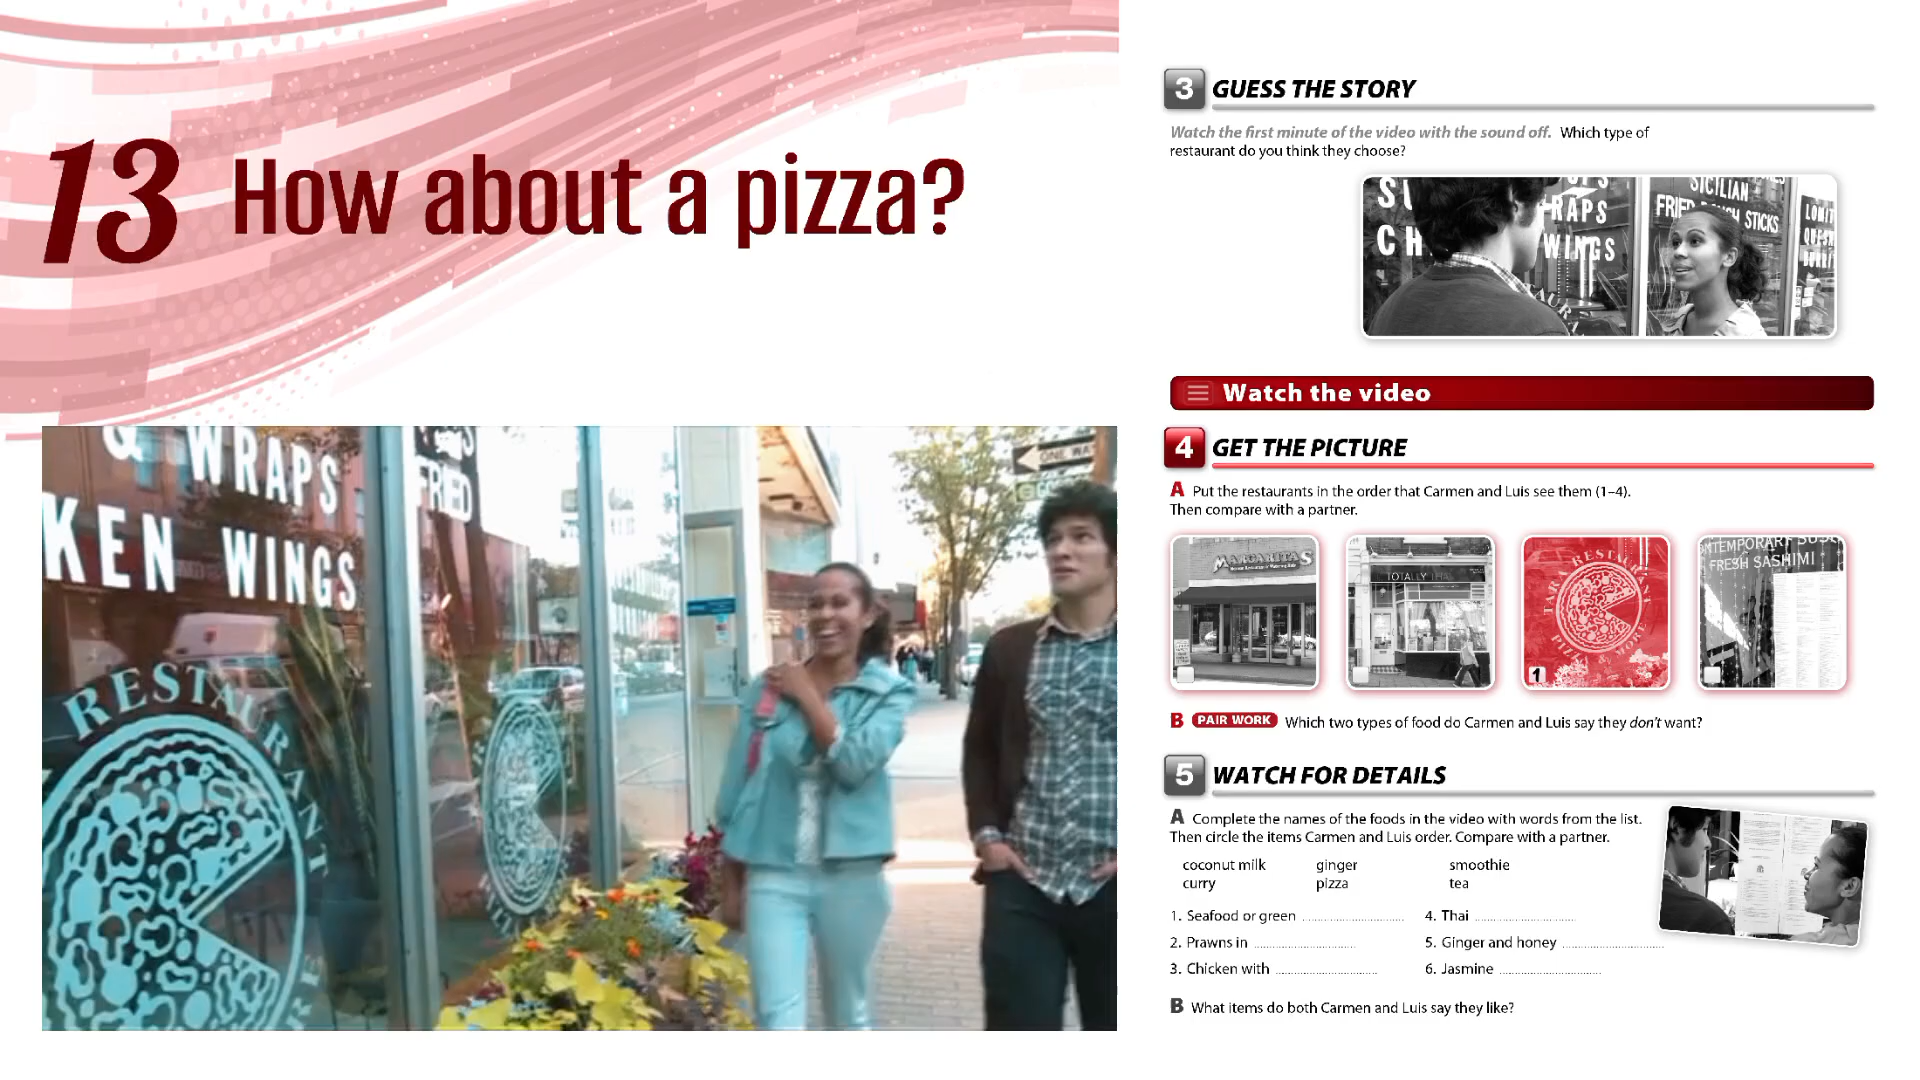 13 How about a pizza?
& WRAPS
KEN WINGS
FRIED
RESTAURANT
ONE WAY
3 GUESS THE STORY
Watch the first minute of the video with the sound off. Which type of
restaurant do you think they choose?
CH
RAPS
WINGS
SICILIAN
STICKS
Watch the video
4 GET THE PICTURE
A Put the restaurants in the order that Carmen and Luis see them (1–4).
Then compare with a partner.
MARGARITAS
TOTALLY THAI
RESTAURANT
PIZZA & MORE
1
FRESH SASHIMI
B PAIR WORK Which two types of food do Carmen and Luis say they don't want?
5 WATCH FOR DETAILS
A Complete the names of the foods in the video with words from the list.
Then circle the items Carmen and Luis order. Compare with a partner.
coconut milk ginger smoothie
curry pizza tea
1. Seafood or green .......................... 4. Thai ..........................
2. Prawns in .......................... 5. Ginger and honey ..........................
3. Chicken with .......................... 6. Jasmine ..........................
B What items do both Carmen and Luis say they like?